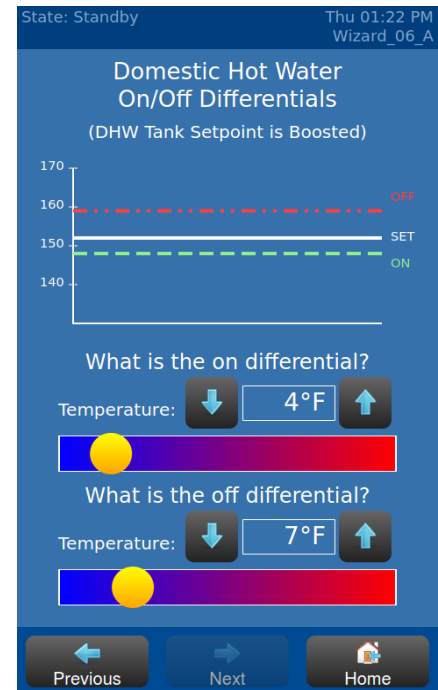 State: Standby
Thu 01:22 PM
Wizard_06_A
Domestic Hot Water
On/Off Differentials
(DHW Tank Setpoint is Boosted)
170
160
150
140
OFF
SET
ON
What is the on differential?
Temperature: 4°F
What is the off differential?
Temperature: 7°F
Previous Next Home